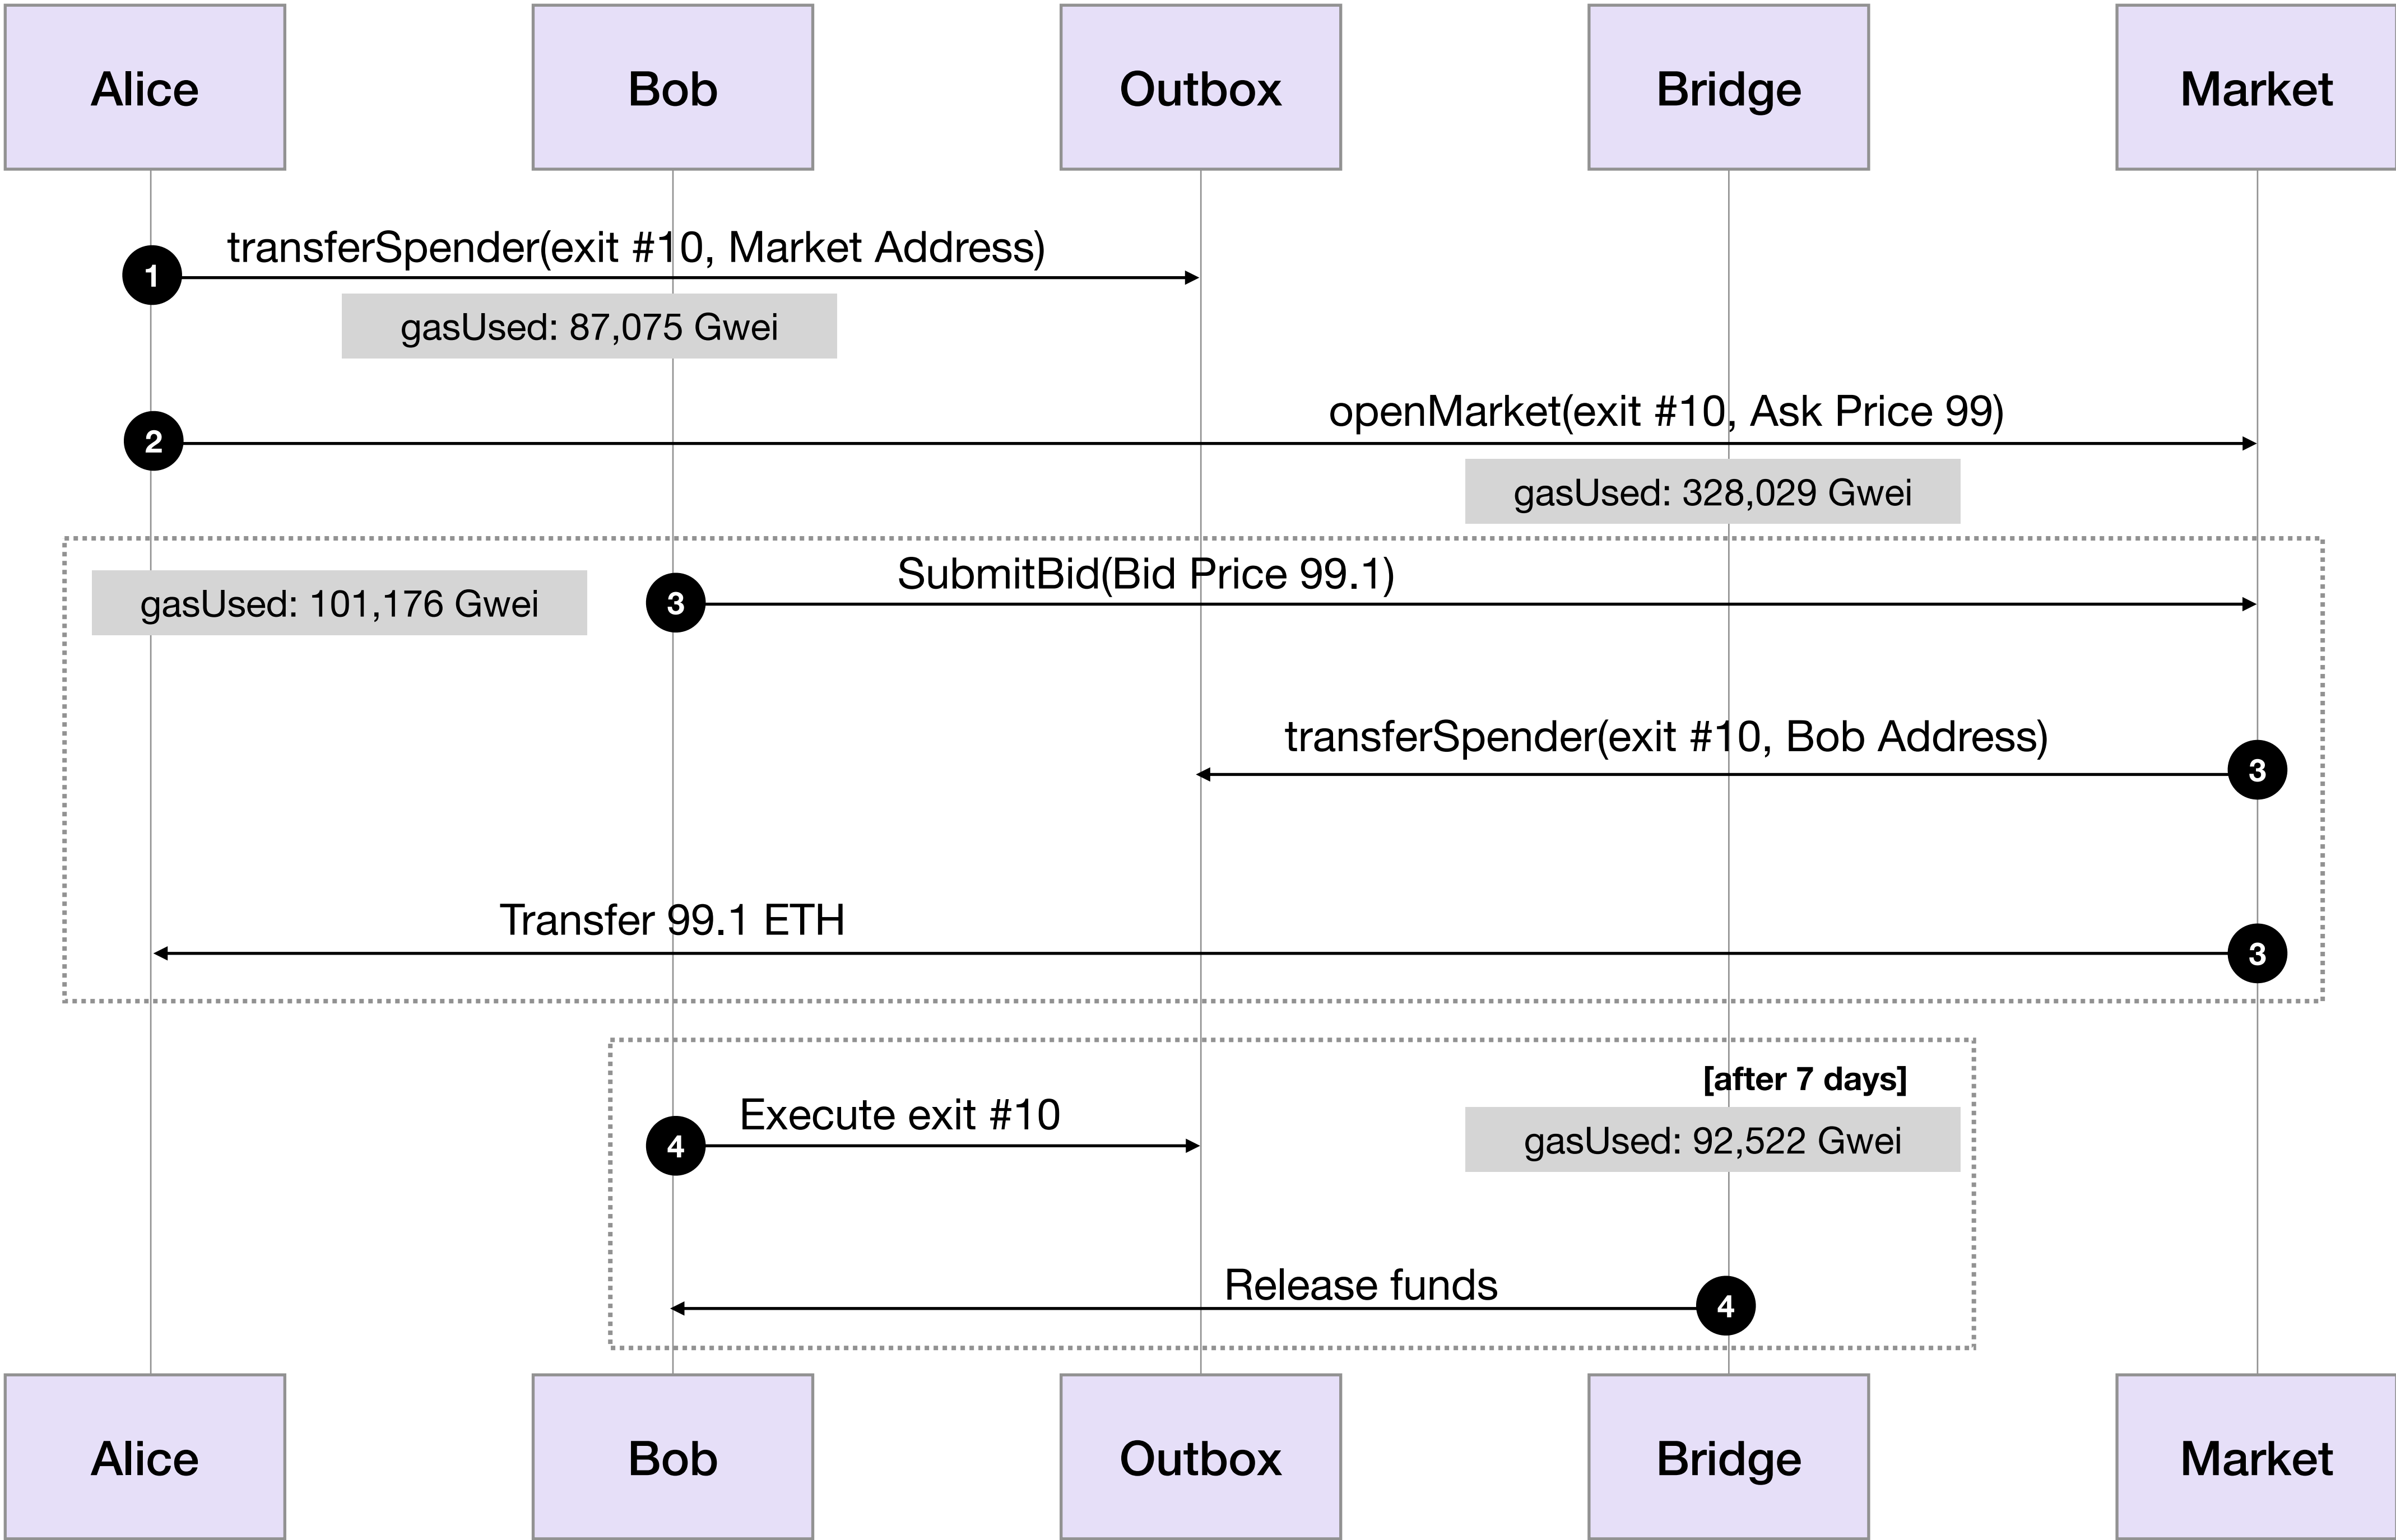 Alice
Bob
Outbox
Bridge
Market
transferSpender(exit #10, Market Address)
1
gasUsed: 87,075 Gwei
openMarket(exit #10, Ask Price 99)
2
gasUsed: 328,029 Gwei
SubmitBid(Bid Price 99.1)
gasUsed: 101,176 Gwei
3
transferSpender(exit #10, Bob Address)
3
Transfer 99.1 ETH
3
[after 7 days]
Execute exit #10
4
gasUsed: 92,522 Gwei
Release funds
4
Alice
Bob
Outbox
Bridge
Market